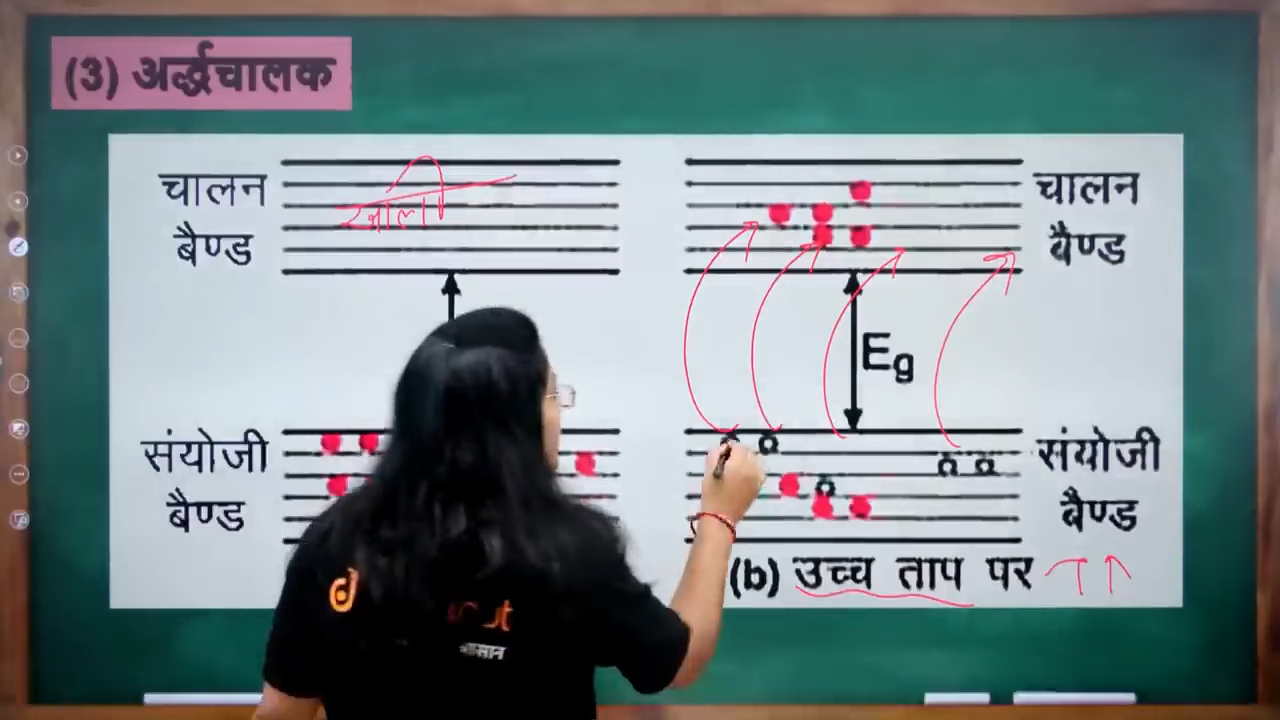 (3) अर्द्धचालक
चालन
बैण्ड
खाली
चालन
बैण्ड
Eg
संयोजी
बैण्ड
संयोजी
बैण्ड
(b) उच्च ताप पर T↑